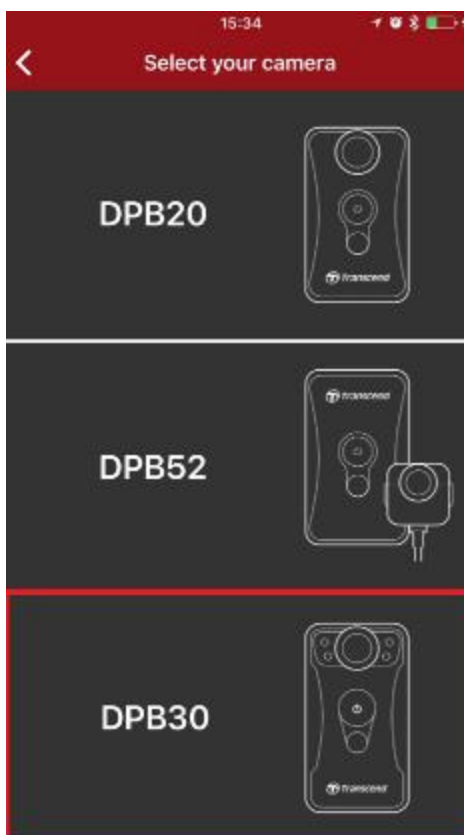 15:34
Select your camera
DPB20
Transcend
DPB52
Transcend
DPB30
Transcend